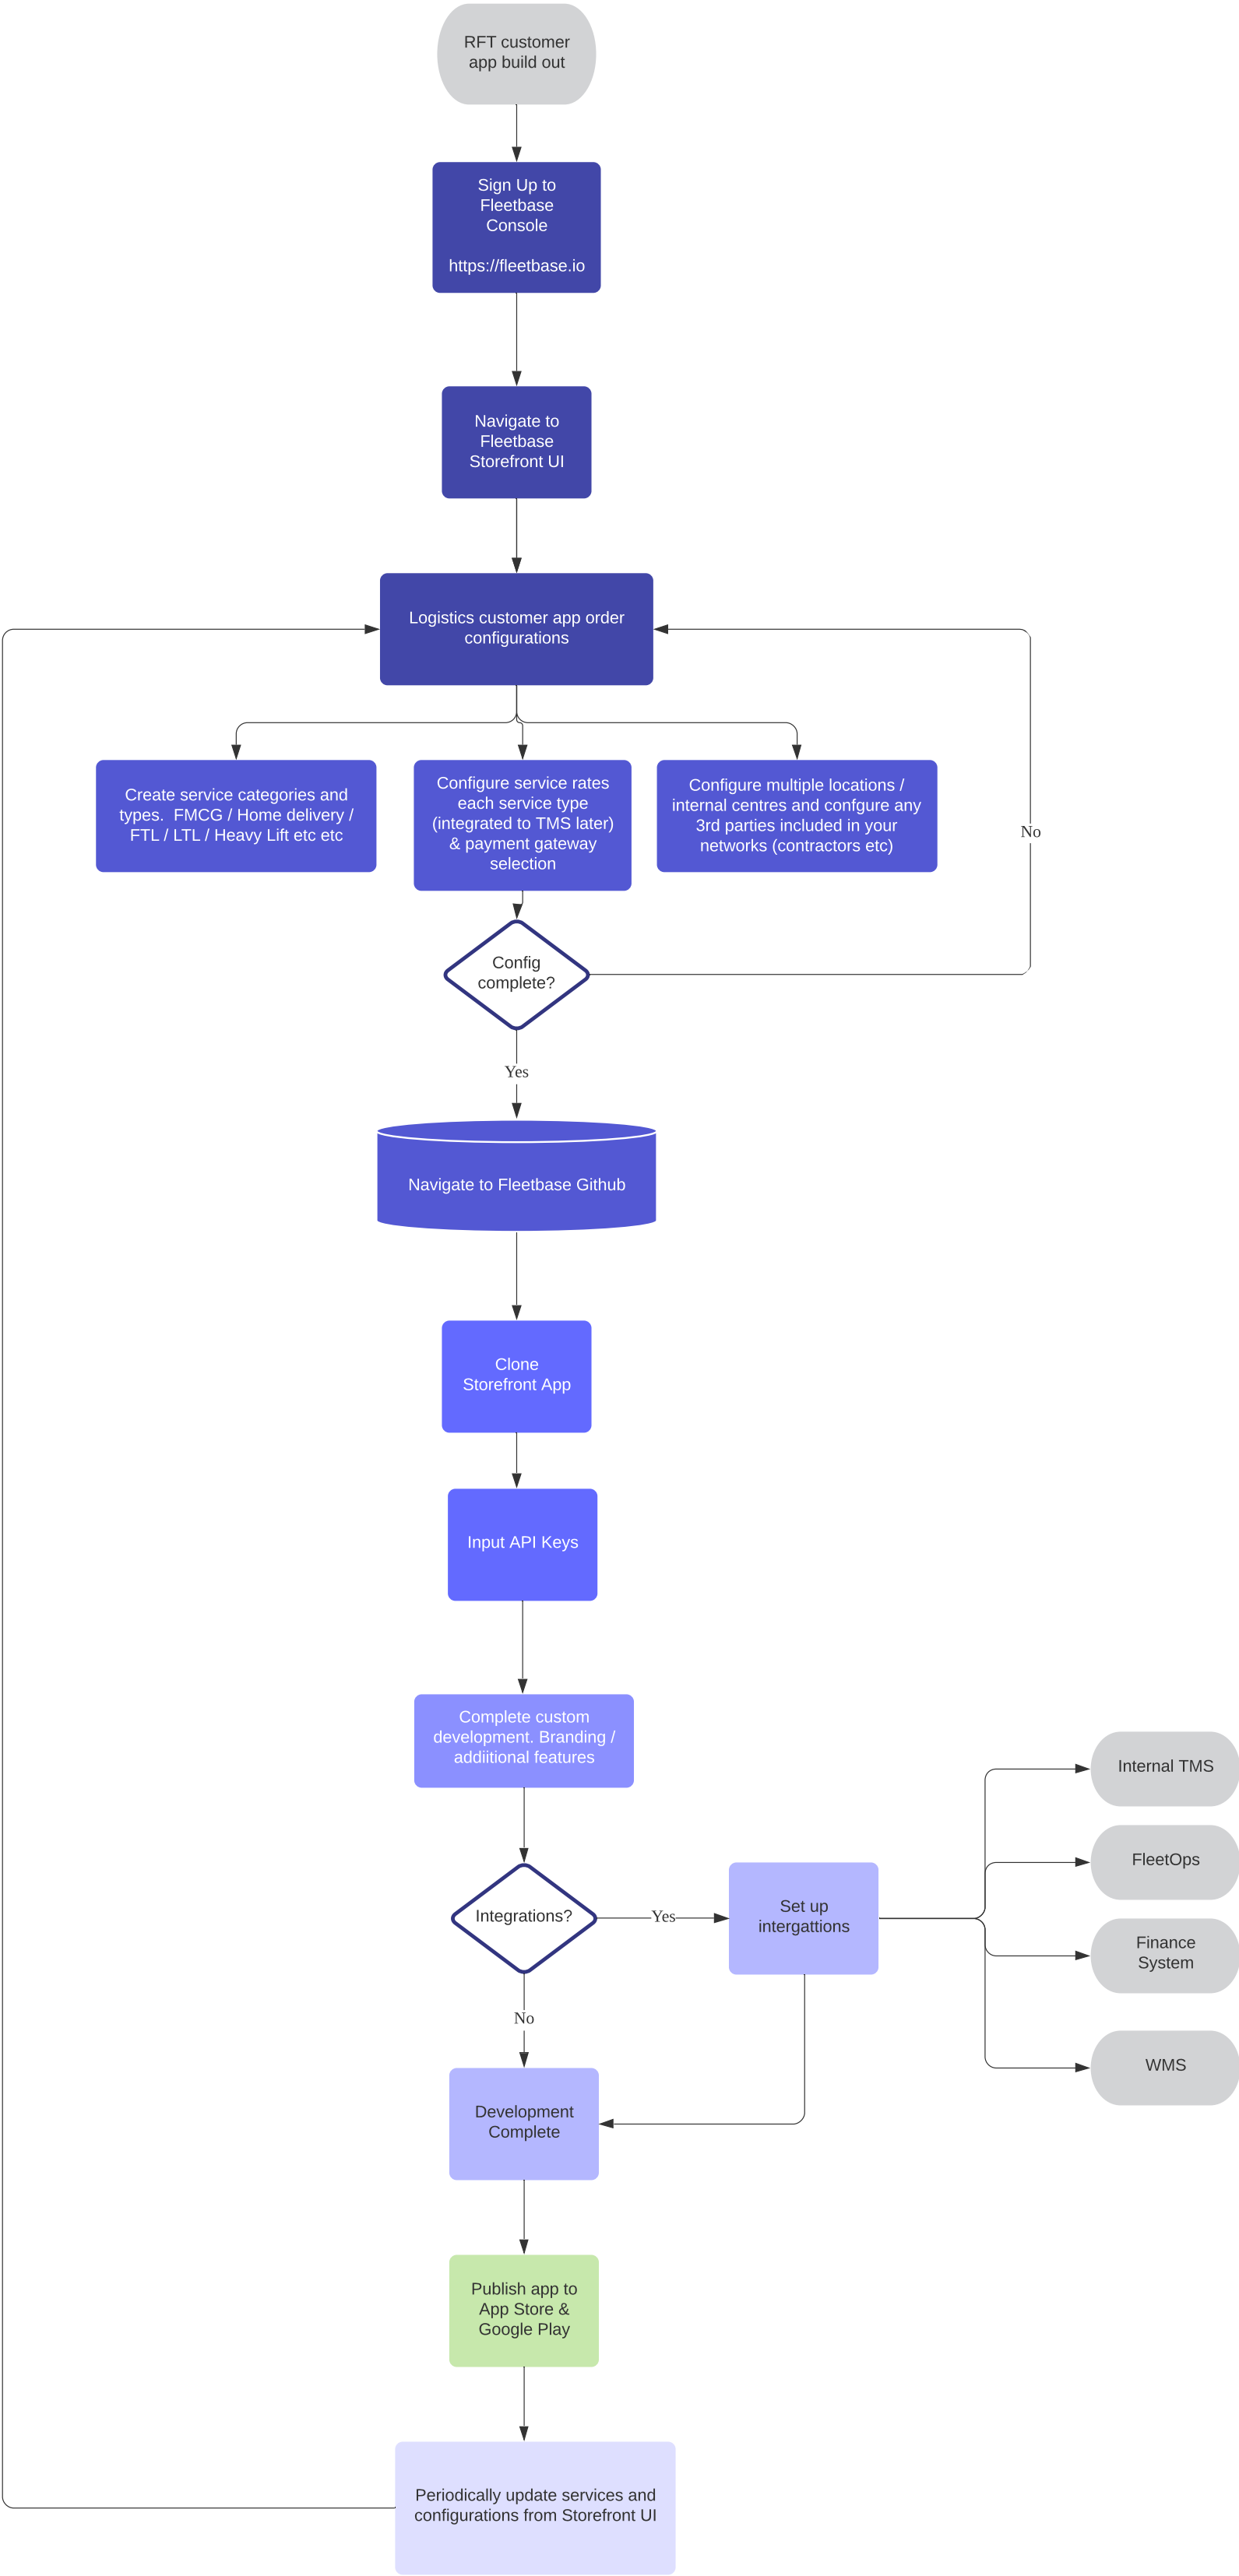 RFT customer
app build out
Sign Up to
Fleetbase
Console
https://fleetbase.io
Navigate to
Fleetbase
Storefront UI
Logistics customer app order
configurations
Create service categories and
types.  FMCG / Home delivery /
FTL / LTL / Heavy Lift etc etc
Configure service rates
each service type
(integrated to TMS later)
& payment gateway
selection
Configure multiple locations /
internal centres and confgure any
3rd parties included in your
networks (contractors etc)
No
Config
complete?
Yes
Navigate to Fleetbase Github
Clone
Storefront App
Input API Keys
Complete custom
development. Branding /
addiitional features
Integrations?
Yes
Set up
intergattions
Internal TMS
FleetOps
Finance
System
WMS
No
Development
Complete
Publish app to
App Store &
Google Play
Periodically update services and
configurations from Storefront UI